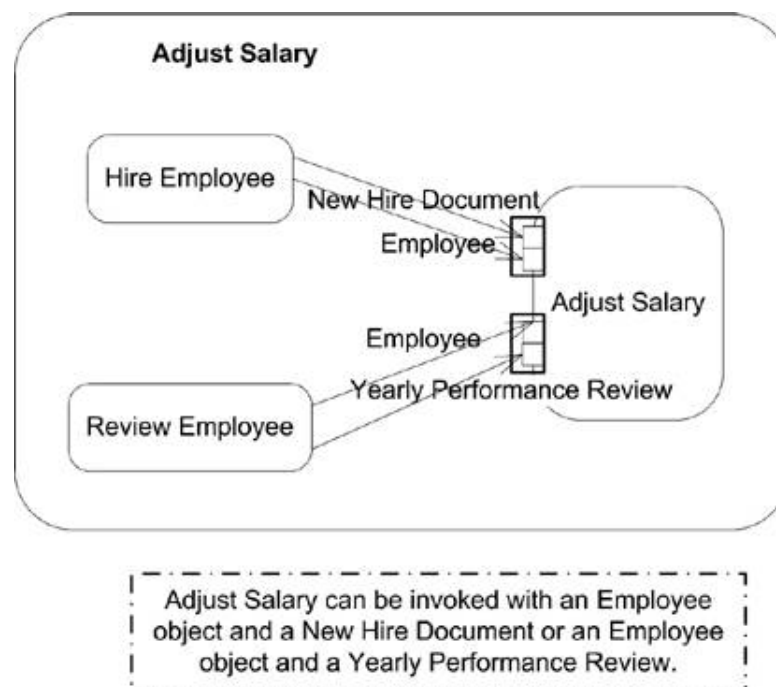 Adjust Salary
Hire Employee
New Hire Document
Employee
Adjust Salary
Employee
Yearly Performance Review
Review Employee
Adjust Salary can be invoked with an Employee
object and a New Hire Document or an Employee
object and a Yearly Performance Review.